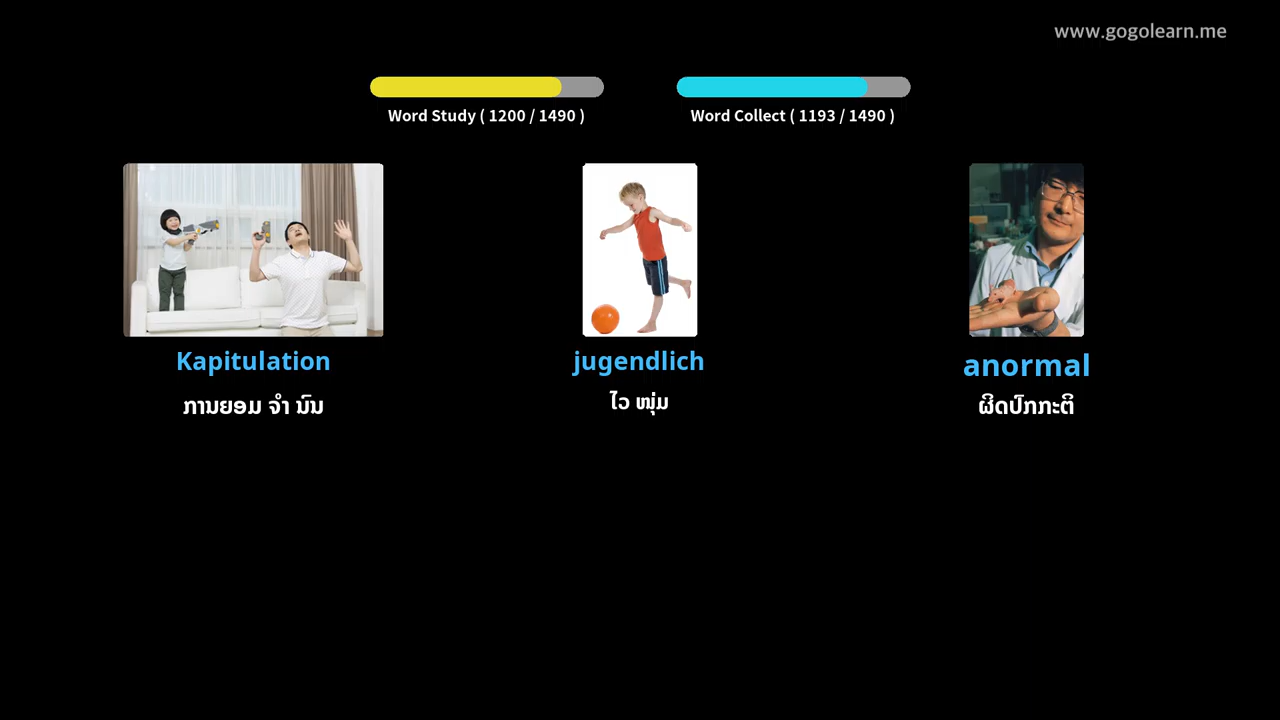 www.gogolearn.me
Word Study ( 1200 / 1490 )
Word Collect ( 1193 / 1490 )
Kapitulation
jugendlich
anormal
ການຍອມ ຈຳ ນົນ
ໄວ ໜຸ່ມ
ຜິດປົກກະຕິ